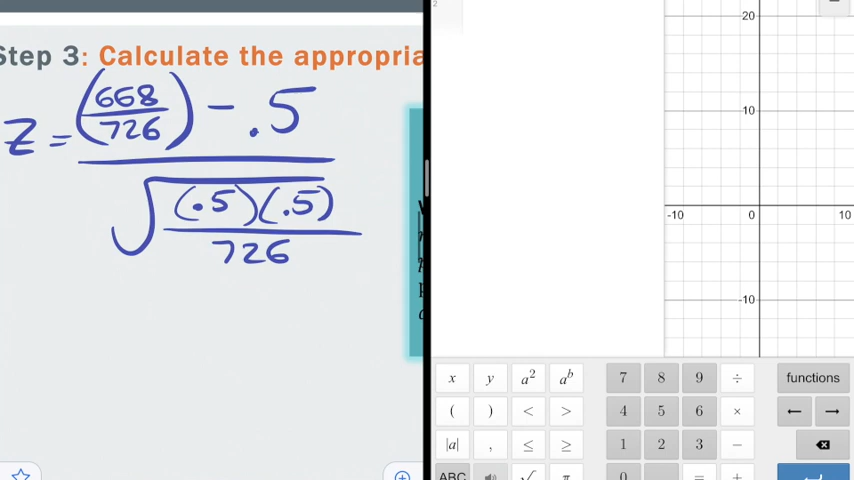 Step 3: Calculate the appropria
Z = (668/726) - .5
√(.5)(.5)
726
2
20
10
-10
0
10
-10
x y a² aᵇ 7 8 9 ÷ functions
( ) < > 4 5 6 × ← →
|a| , ≤ ≥ 1 2 3 −
ABC √ π 0 . = +